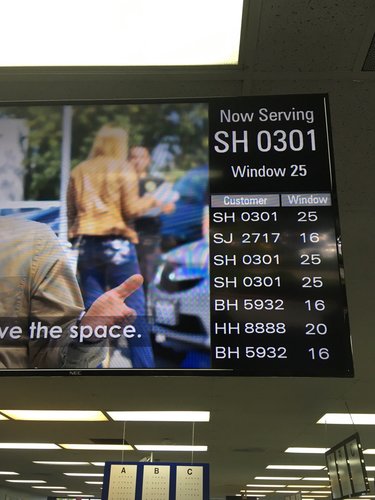 Now Serving
SH 0301
Window 25
Customer Window
SH 0301 25
SJ 2717 16
SH 0301 25
SH 0301 25
BH 5932 16
HH 8888 20
BH 5932 16
ve the space.
NEC
A B C